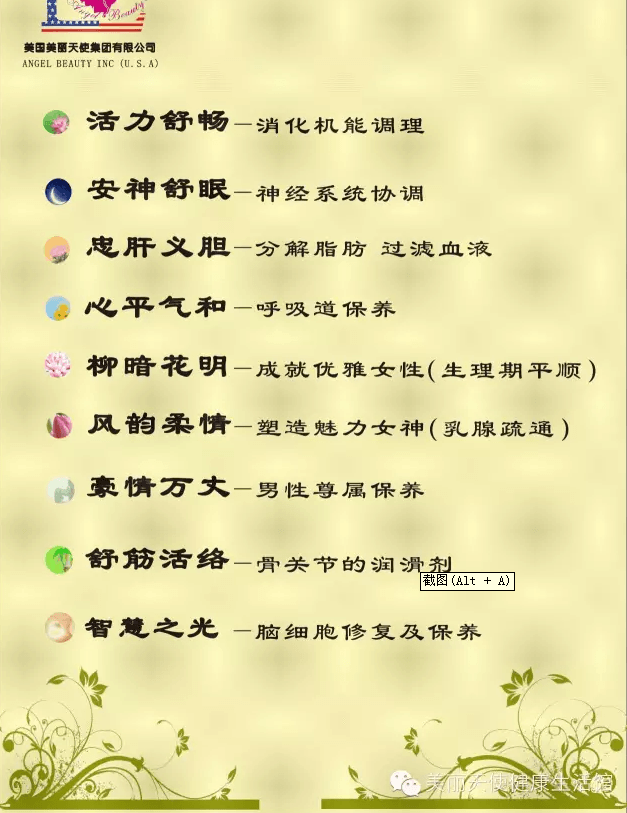 Angel Beauty
美国美丽天使集团有限公司
ANGEL BEAUTY INC (U.S.A)
活力舒畅—消化机能调理
安神舒眠—神经系统协调
忠肝义胆—分解脂肪 过滤血液
心平气和—呼吸道保养
柳暗花明—成就优雅女性(生理期平顺)
风韵柔情—塑造魅力女神(乳腺疏通)
豪情万丈—男性尊属保养
舒筋活络—骨关节的润滑剂
截图(Alt + A)
智慧之光 —脑细胞修复及保养
美丽天使健康生活馆